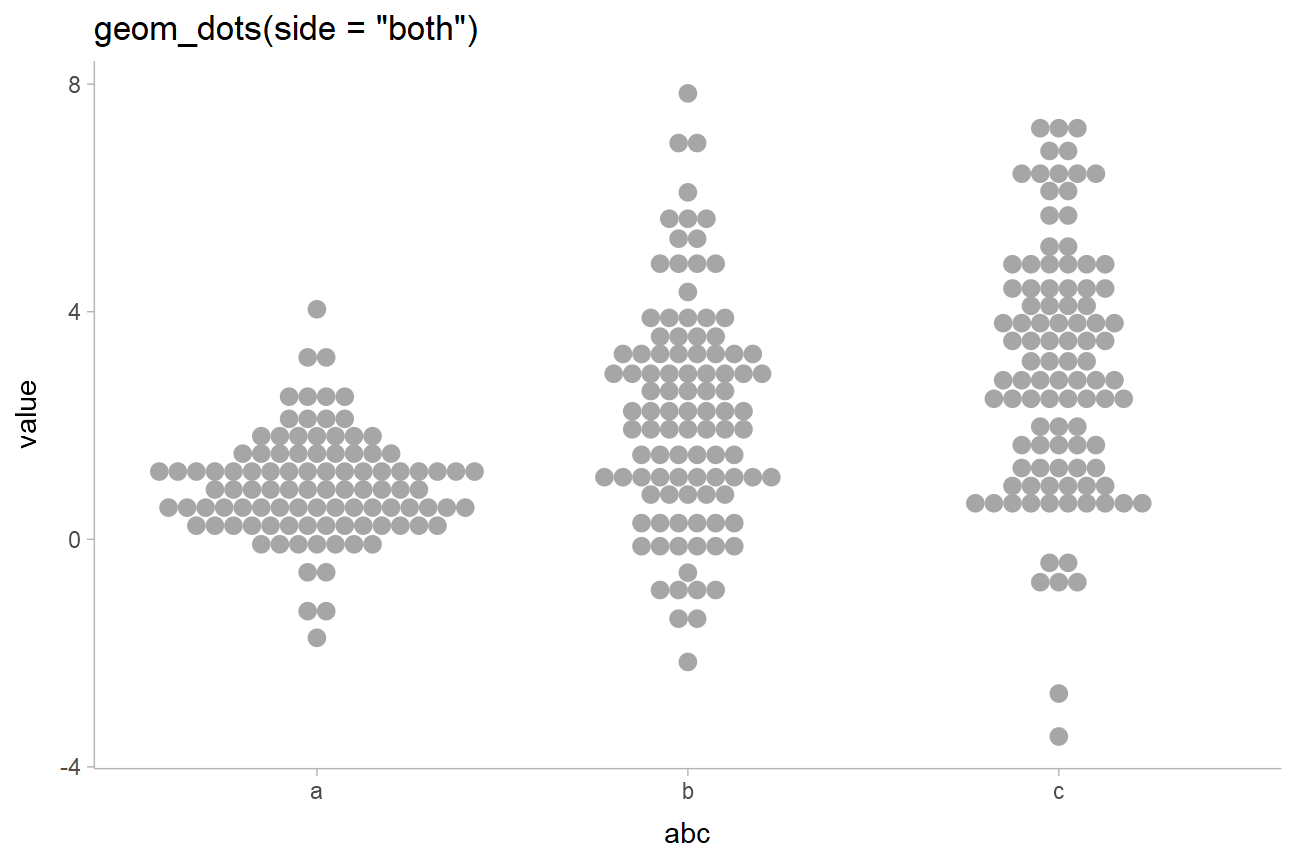 geom_dots(side = "both")
8
4
0
-4
value
a b c
abc